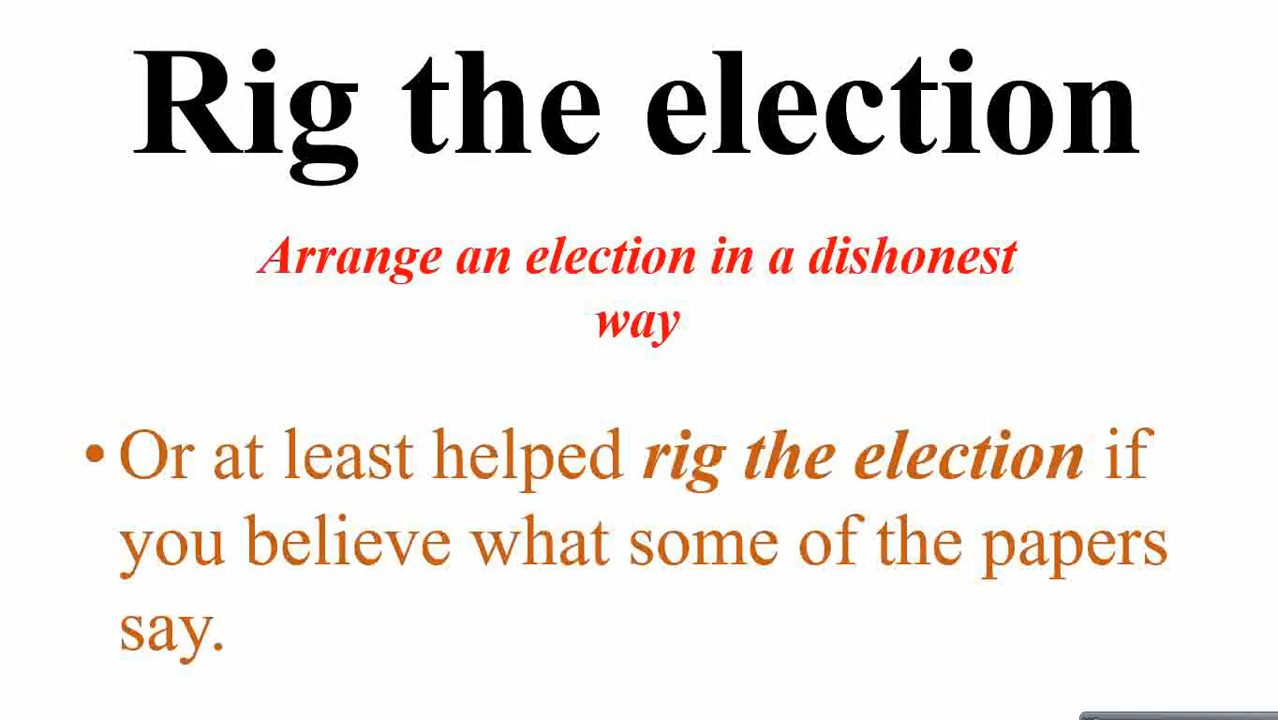 Rig the election
Arrange an election in a dishonest
way
• Or at least helped rig the election if
you believe what some of the papers
say.